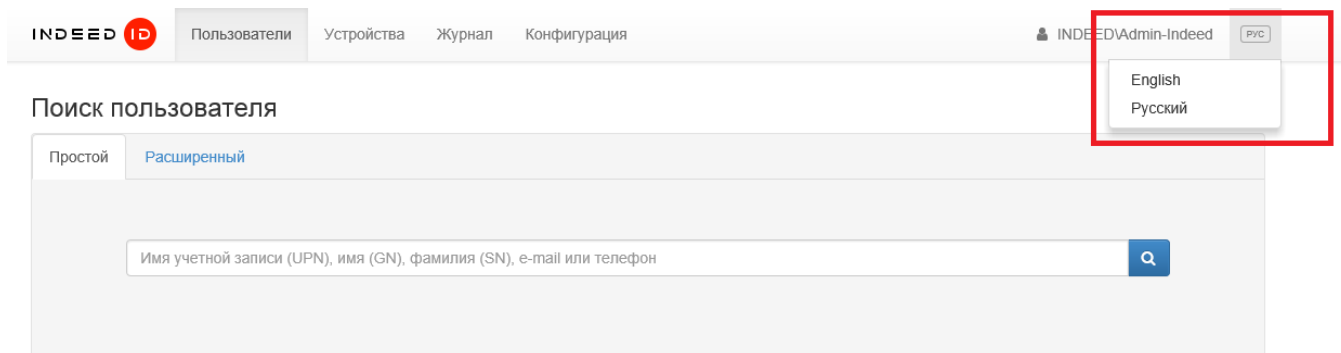 INDEED ID Пользователи Устройства Журнал Конфигурация INDEED\Admin-Indeed РУС
English
Русский
Поиск пользователя
Простой Расширенный
Имя учетной записи (UPN), имя (GN), фамилия (SN), e-mail или телефон